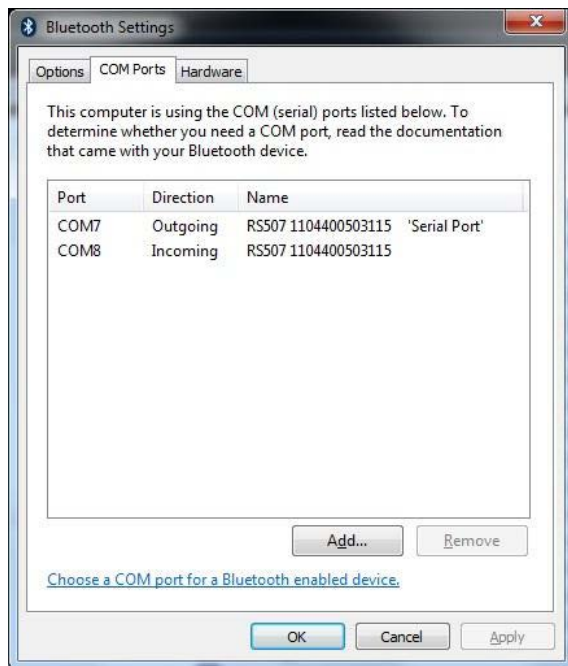 Bluetooth Settings
x
Options COM Ports Hardware
This computer is using the COM (serial) ports listed below. To
determine whether you need a COM port, read the documentation
that came with your Bluetooth device.
Port Direction Name
COM7 Outgoing RS507 1104400503115 'Serial Port'
COM8 Incoming RS507 1104400503115
Add... Remove
Choose a COM port for a Bluetooth enabled device.
OK Cancel Apply